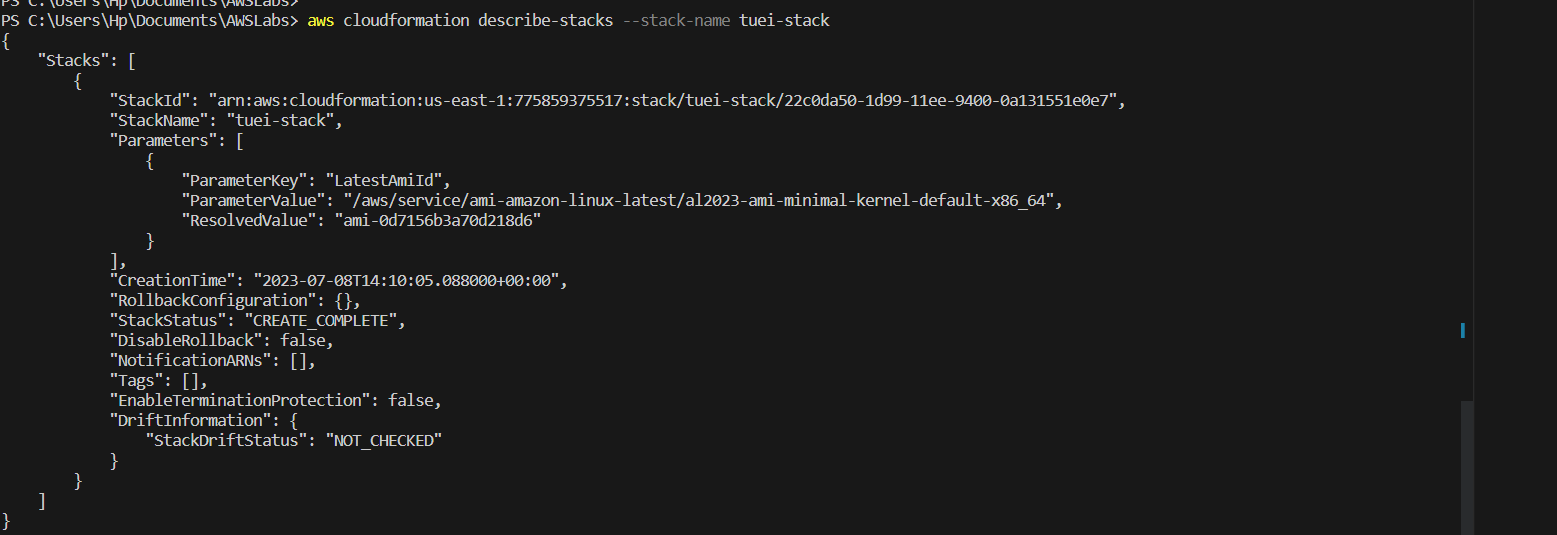 PS C:\Users\Hp\Documents\AWSLabs>
PS C:\Users\Hp\Documents\AWSLabs> aws cloudformation describe-stacks --stack-name tuei-stack
{
    "Stacks": [
        {
            "StackId": "arn:aws:cloudformation:us-east-1:775859375517:stack/tuei-stack/22c0da50-1d99-11ee-9400-0a131551e0e7",
            "StackName": "tuei-stack",
            "Parameters": [
                {
                    "ParameterKey": "LatestAmiId",
                    "ParameterValue": "/aws/service/ami-amazon-linux-latest/al2023-ami-minimal-kernel-default-x86_64",
                    "ResolvedValue": "ami-0d7156b3a70d218d6"
                }
            ],
            "CreationTime": "2023-07-08T14:10:05.088000+00:00",
            "RollbackConfiguration": {},
            "StackStatus": "CREATE_COMPLETE",
            "DisableRollback": false,
            "NotificationARNs": [],
            "Tags": [],
            "EnableTerminationProtection": false,
            "DriftInformation": {
                "StackDriftStatus": "NOT_CHECKED"
            }
        }
    ]
}